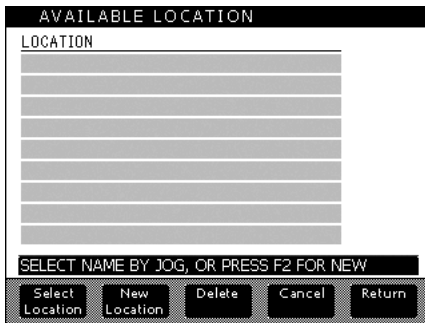 AVAILABLE LOCATION
LOCATION
SELECT NAME BY JOG, OR PRESS F2 FOR NEW
Select Location
New Location
Delete
Cancel
Return